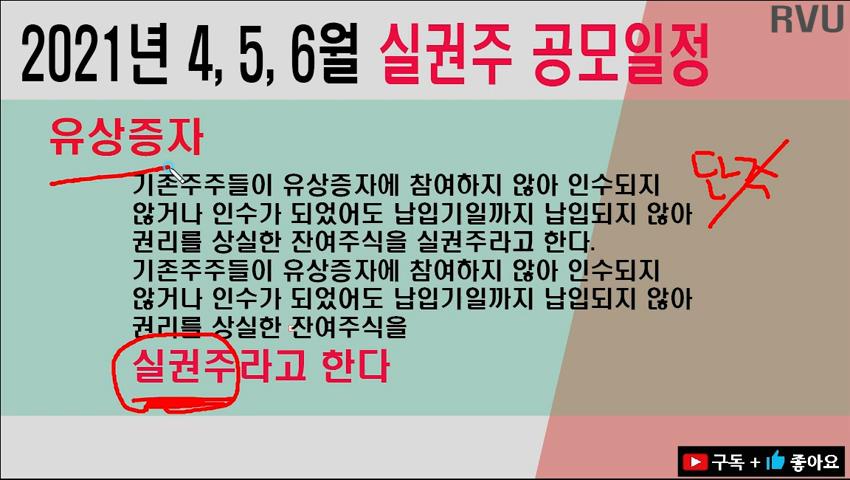 RVU
2021년 4, 5, 6월 실권주 공모일정
유상증자
기존주주들이 유상증자에 참여하지 않아 인수되지
않거나 인수가 되었어도 납입기일까지 납입되지 않아
권리를 상실한 잔여주식을 실권주라고 한다.
기존주주들이 유상증자에 참여하지 않아 인수되지
않거나 인수가 되었어도 납입기일까지 납입되지 않아
권리를 상실한 잔여주식을
실권주라고 한다
구독 + 좋아요